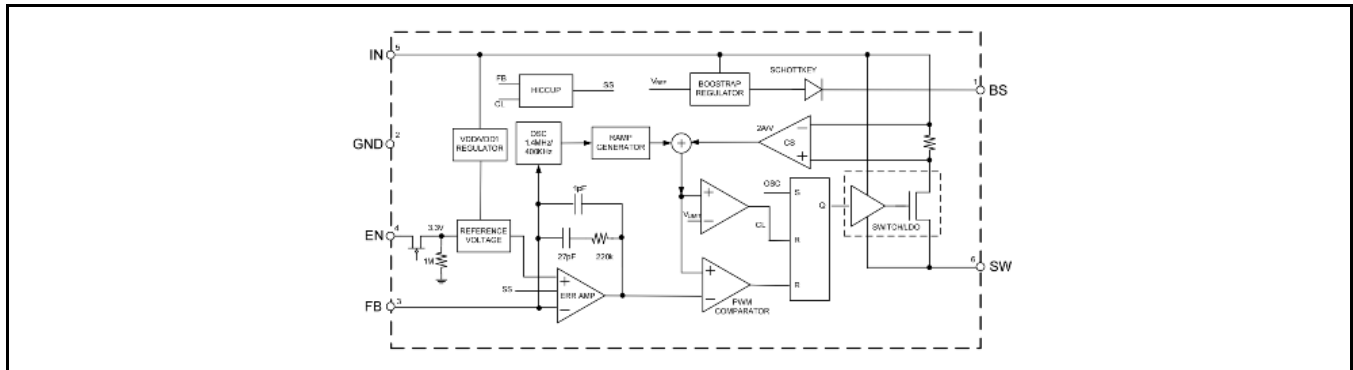 IN
5
FB
CL
HICCUP
SS
VREF
BOOSTRAP
REGULATOR
SCHOTTKEY
1
BS
GND
2
VDD/VDD1
REGULATOR
OSC
1.4MHz/
400KHz
RAMP
GENERATOR
+
2A/V
CS
−
+
1pF
OSC
S
Q
R
R
+
−
CL
SWITCH/LDO
EN
4
3.3V
1M
REFERENCE
VOLTAGE
27pF
220k
SS
+
ERR AMP
−
+
−
PWM
COMPARATOR
6
SW
FB
3